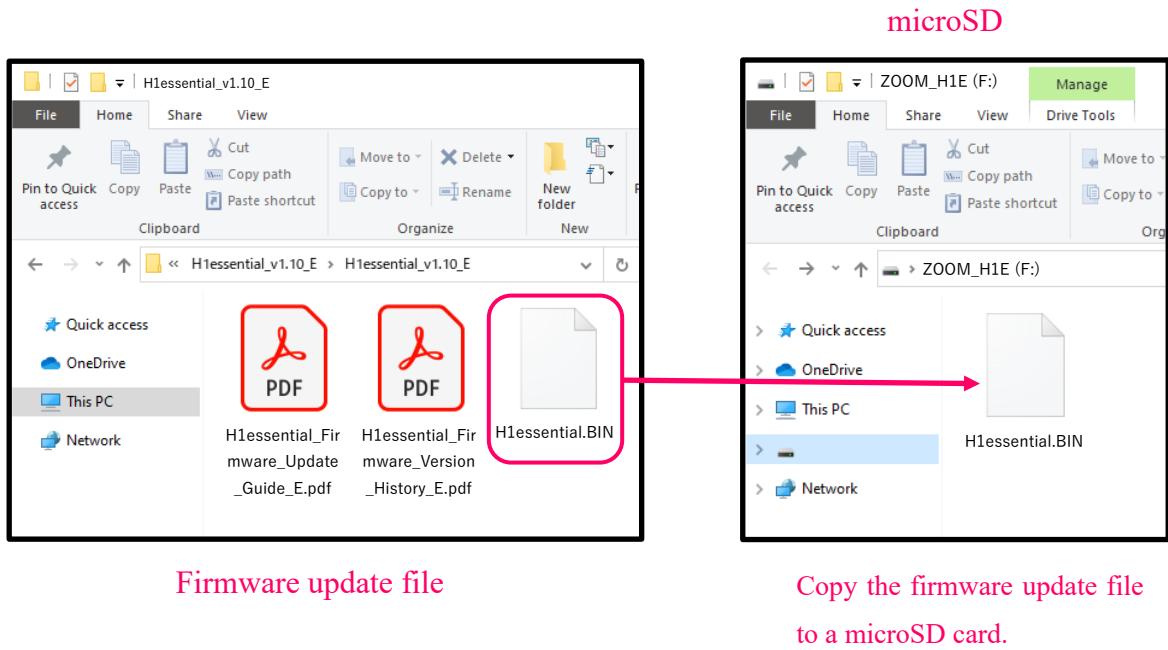 microSD
H1essential_v1.10_E
File Home Share View
Pin to Quick access
Copy
Paste
Cut
Copy path
Paste shortcut
Move to
Copy to
Delete
Rename
New folder
Clipboard Organize New
« H1essential_v1.10_E > H1essential_v1.10_E
Quick access
OneDrive
This PC
Network
PDF
H1essential_Fir
mware_Update
_Guide_E.pdf
PDF
H1essential_Fir
mware_Version
_History_E.pdf
H1essential.BIN
Firmware update file
ZOOM_H1E (F:)
Manage
File Home Share View Drive Tools
Pin to Quick access
Copy
Paste
Cut
Copy path
Paste shortcut
Move to
Copy to
Clipboard Org
> ZOOM_H1E (F:)
Quick access
OneDrive
This PC
Network
H1essential.BIN
Copy the firmware update file
to a microSD card.